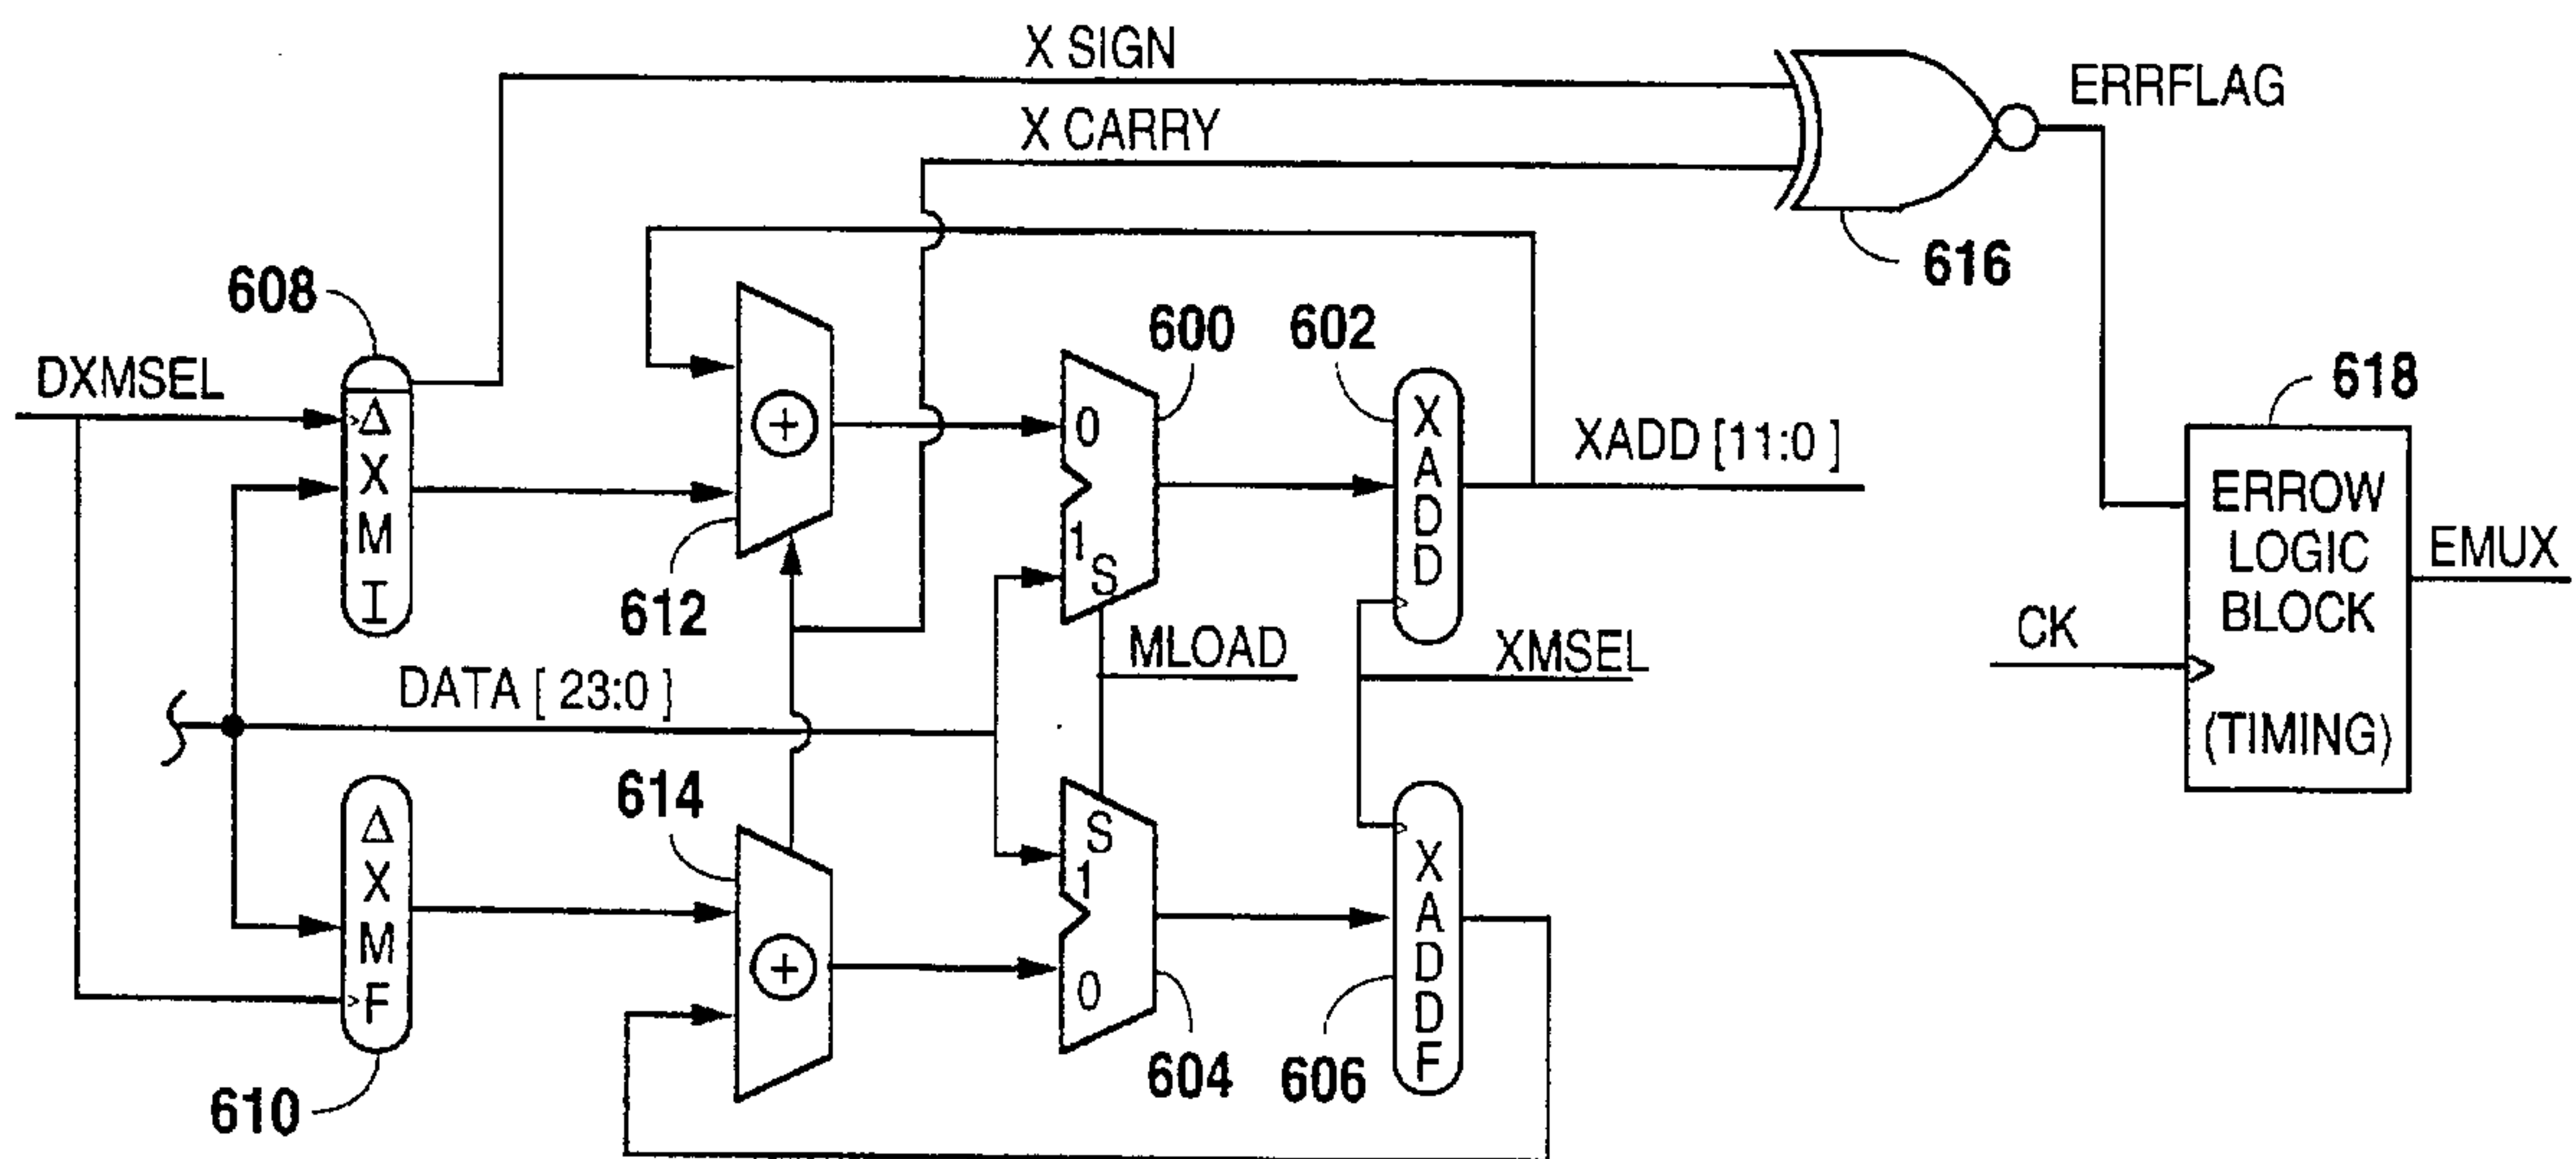 X SIGN
X CARRY
ERRFLAG
616
608
DXMSEL
Δ
X
M
I
612
+
600
0
1
S
602
X
A
D
D
XADD [11:0 ]
618
ERROW
LOGIC
BLOCK
(TIMING)
EMUX
CK
MLOAD
XMSEL
DATA [ 23:0 ]
614
+
Δ
X
M
F
610
S
1
0
604
606
X
A
D
D
F